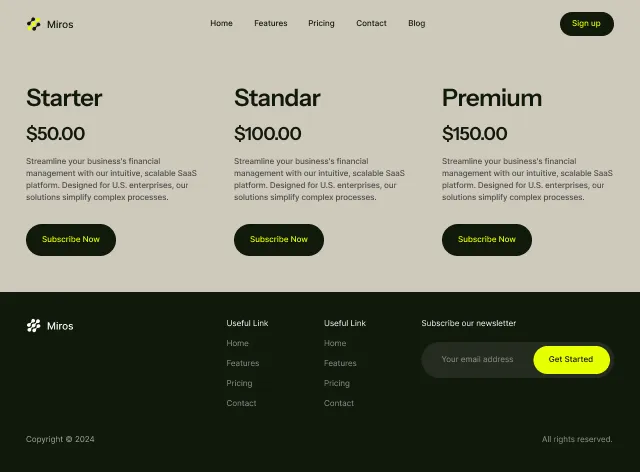 Miros
Home
Features
Pricing
Contact
Blog
Sign up
Starter
$50.00
Streamline your business's financial
management with our intuitive, scalable SaaS
platform. Designed for U.S. enterprises, our
solutions simplify complex processes.
Subscribe Now
Standar
$100.00
Streamline your business's financial
management with our intuitive, scalable SaaS
platform. Designed for U.S. enterprises, our
solutions simplify complex processes.
Subscribe Now
Premium
$150.00
Streamline your business's financial
management with our intuitive, scalable SaaS
platform. Designed for U.S. enterprises, our
solutions simplify complex processes.
Subscribe Now
Miros
Useful Link
Home
Features
Pricing
Contact
Useful Link
Home
Features
Pricing
Contact
Subscribe our newsletter
Your email address
Get Started
Copyright © 2024
All rights reserved.